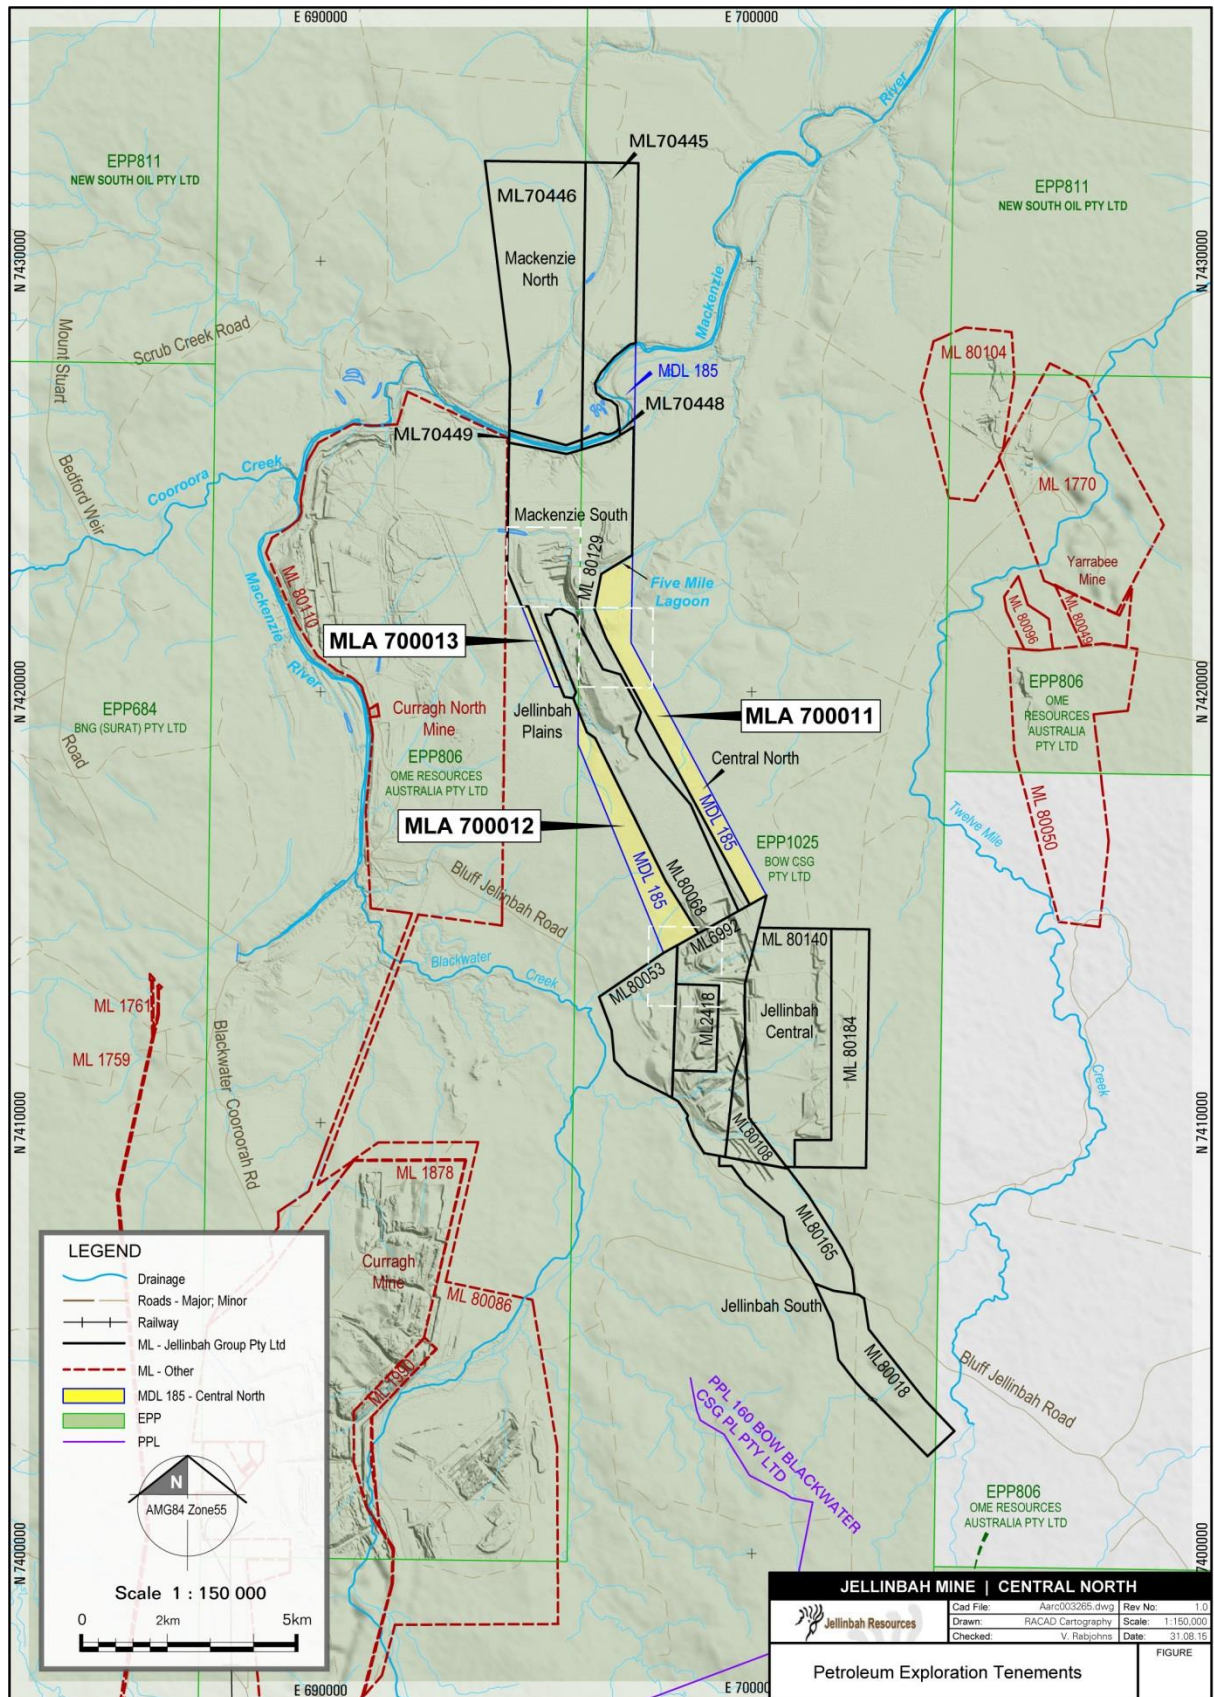 E 690000
E 700000
River
ML70445
EPP811
NEW SOUTH OIL PTY LTD
EPP811
NEW SOUTH OIL PTY LTD
ML70446
N 7430000
N 7430000
Mackenzie
North
Mackenzie
Mount Stuart
Scrub Creek Road
ML 80104
MDL 185
ML70448
ML70449
Bedford Weir
Cooroora Creek
ML 1770
Mackenzie South
ML 80129
Yarrabee
Mine
Five Mile
Lagoon
ML 80110
ML 80096
ML 80049
Mackenzie
River
MLA 700013
N 7420000
N 7420000
EPP684
BNG (SURAT) PTY LTD
Curragh North
Mine
Jellinbah
Plains
MLA 700011
EPP806
OME
RESOURCES
AUSTRALIA
PTY LTD
Road
EPP806
OME RESOURCES
AUSTRALIA PTY LTD
Central North
MLA 700012
MDL 185
Twelve Mile
ML 80050
EPP1025
BOW CSG
PTY LTD
MDL 185
ML80068
Bluff Jellinbah Road
ML6992
ML 80140
Blackwater
Creek
ML80053
ML 1761
ML2418
Jellinbah
Central
ML 80184
ML 1759
Blackwater Cooroorah Rd
Creek
N 7410000
N 7410000
ML80108
ML 1878
ML80165
LEGEND
Drainage
Roads - Major; Minor
Railway
ML - Jellinbah Group Pty Ltd
ML - Other
MDL 185 - Central North
EPP
PPL
N
AMG84 Zone55
Scale 1 : 150 000
0 2km 5km
Curragh
Mine
ML 80086
Jellinbah South
ML 1990
ML80018
Bluff Jellinbah Road
PPL 160 BOW BLACKWATER
CSG PL PTY LTD
EPP806
OME RESOURCES
AUSTRALIA PTY LTD
N 7400000
7400000
E 690000
E 70000
JELLINBAH MINE | CENTRAL NORTH
Jellinbah Resources
Cad File: Aarc003265.dwg Rev No: 1.0
Drawn: RACAD Cartography Scale: 1:150,000
Checked: V. Rabjohns Date: 31.08.15
Petroleum Exploration Tenements
FIGURE